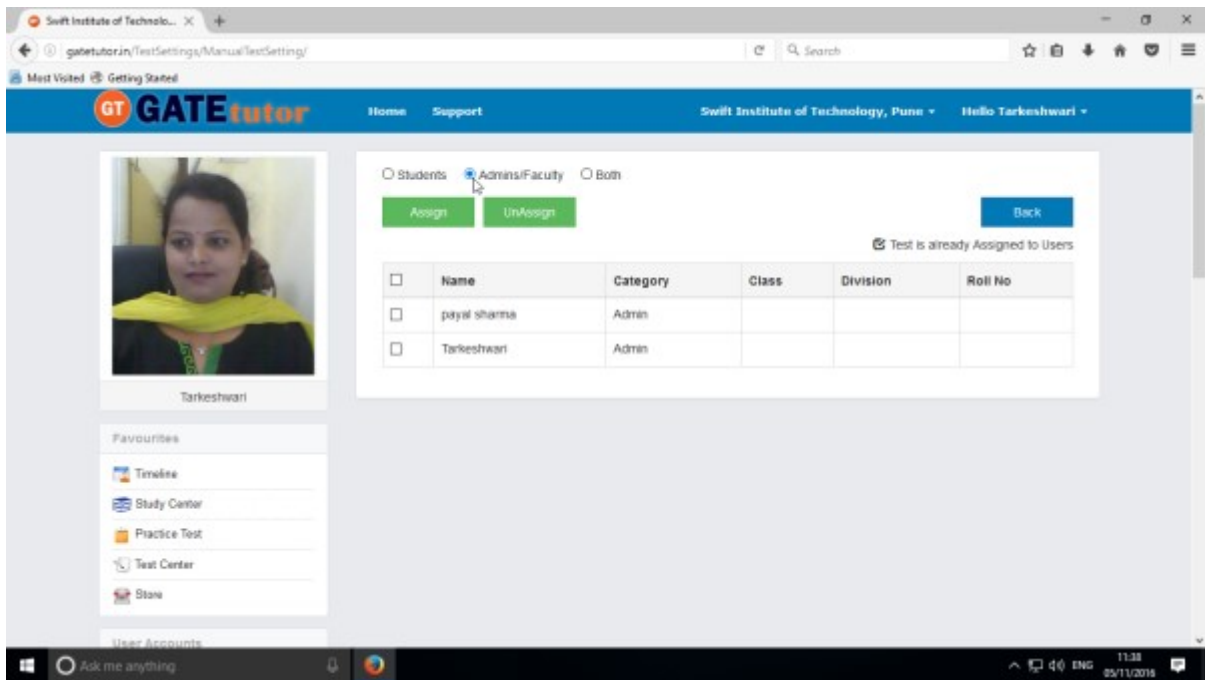 Swift Institute of Technolo...
gatetutor.in/TestSettings/ManualTestSetting/
Search
Most Visited Getting Started
GT GATEtutor Home Support Swift Institute of Technology, Pune Hello Tarkeshwari
Students Admins/Faculty Both
Assign UnAssign Back
Test is already Assigned to Users
Name Category Class Division Roll No
payal sharma Admin
Tarkeshwari Admin
Tarkeshwari
Favourites
Timeline
Study Center
Practice Test
Test Center
Store
User Accounts
Ask me anything
ENG
11:38
05/11/2016